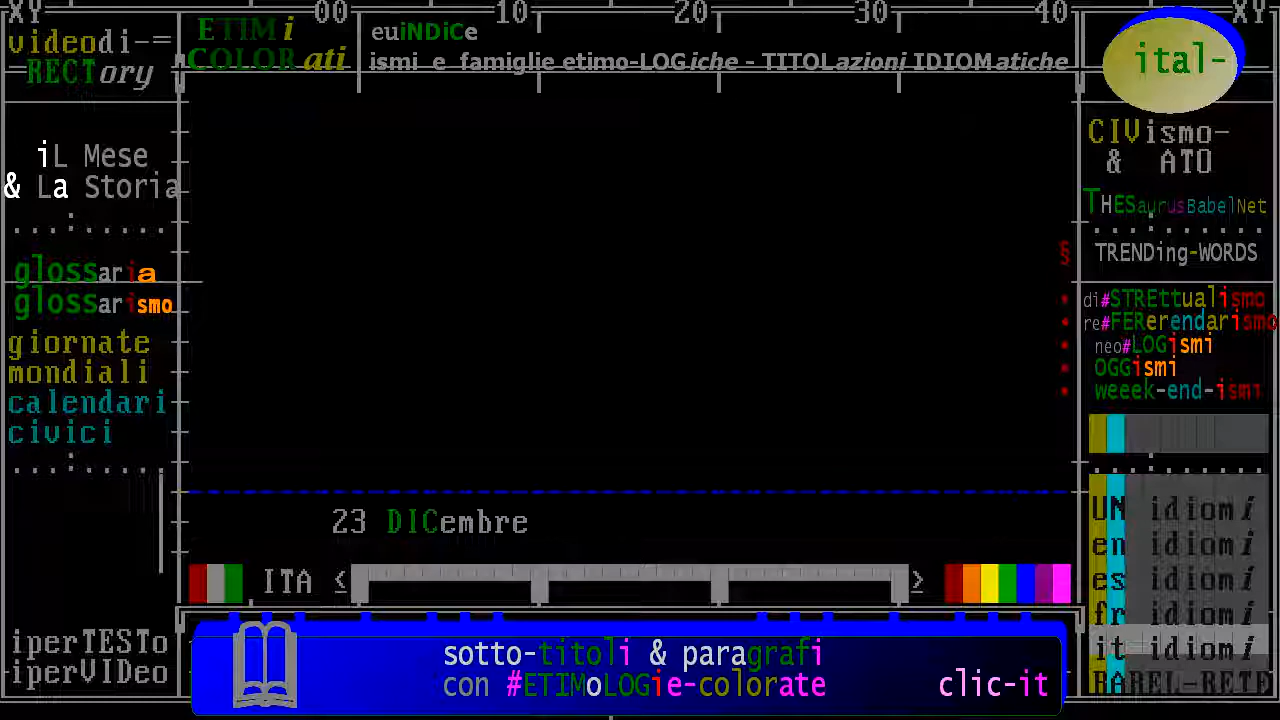 XY 00 10 20 30 40 XY
videodi-=
RECTory
ETIMi
COLORati
euiNDiCe
ismi e famiglie etimo-LOGiche - TITOLazioni IDIOMatiche
ital-
iL Mese
& La Storia
...:.....
glossaria
glossarismo
giornate
mondiali
calendari
civici
...:.....
iperTESTo
iperVIDeo
CIVismo-
& ATO
THESaurusBabelNet
...:.....
TRENDing-WORDS
di#STREttualismo
re#FERerendarismo
neo#LOGismi
OGGismi
weeek-end-ismi
...:.....
UN idiomi
en idiomi
es idiomi
fr idiomi
it idiomi
BABEL-RETE
§
23 DICembre
ITA < >
sotto-titoli & paragrafi
con #ETIMoLOGie-colorate clic-it